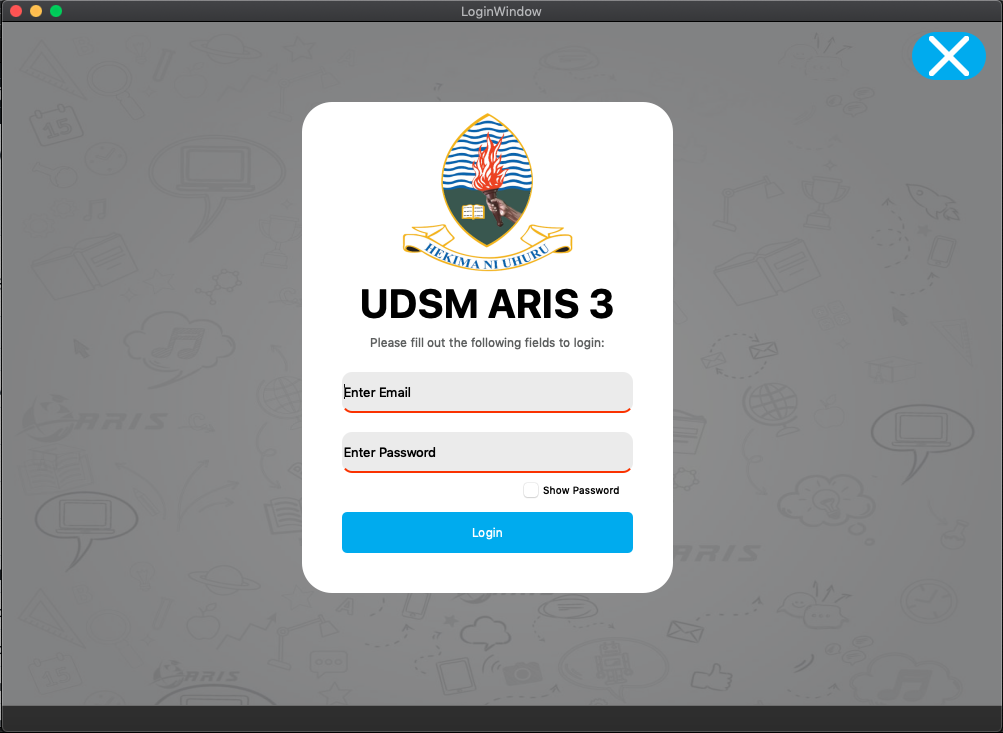 LoginWindow
15
HEKIMA NI UHURU
UDSM ARIS 3
Please fill out the following fields to login:
Enter Email
Enter Password
Show Password
Login
ARIS
ARIS
ARIS